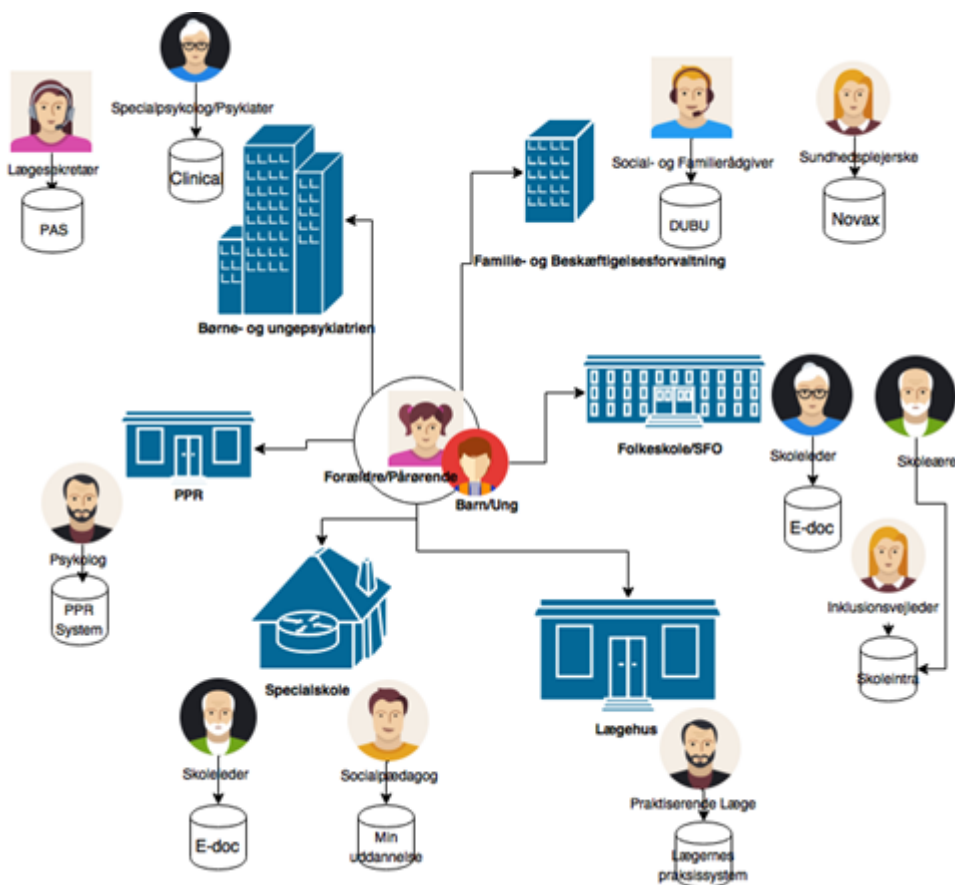 Specialpsykolog/Psykiater
Lægesekretær
Clinical
PAS
Social- og Familierådgiver
Sundhedsplejerske
DUBU
Novax
Familie- og Beskæftigelsesforvaltning
Børne- og ungepsykiatrien
Forældre/Pårørende
Barn/Ung
Folkeskole/SFO
Skoleleder
Skoleære
E-doc
Inklusionsvejleder
Skoleintra
PPR
Psykolog
PPR
System
Specialskole
Skoleleder
Socialpædagog
E-doc
Min
uddannelse
Lægehus
Praktiserende Læge
Lægernes
praksissystem